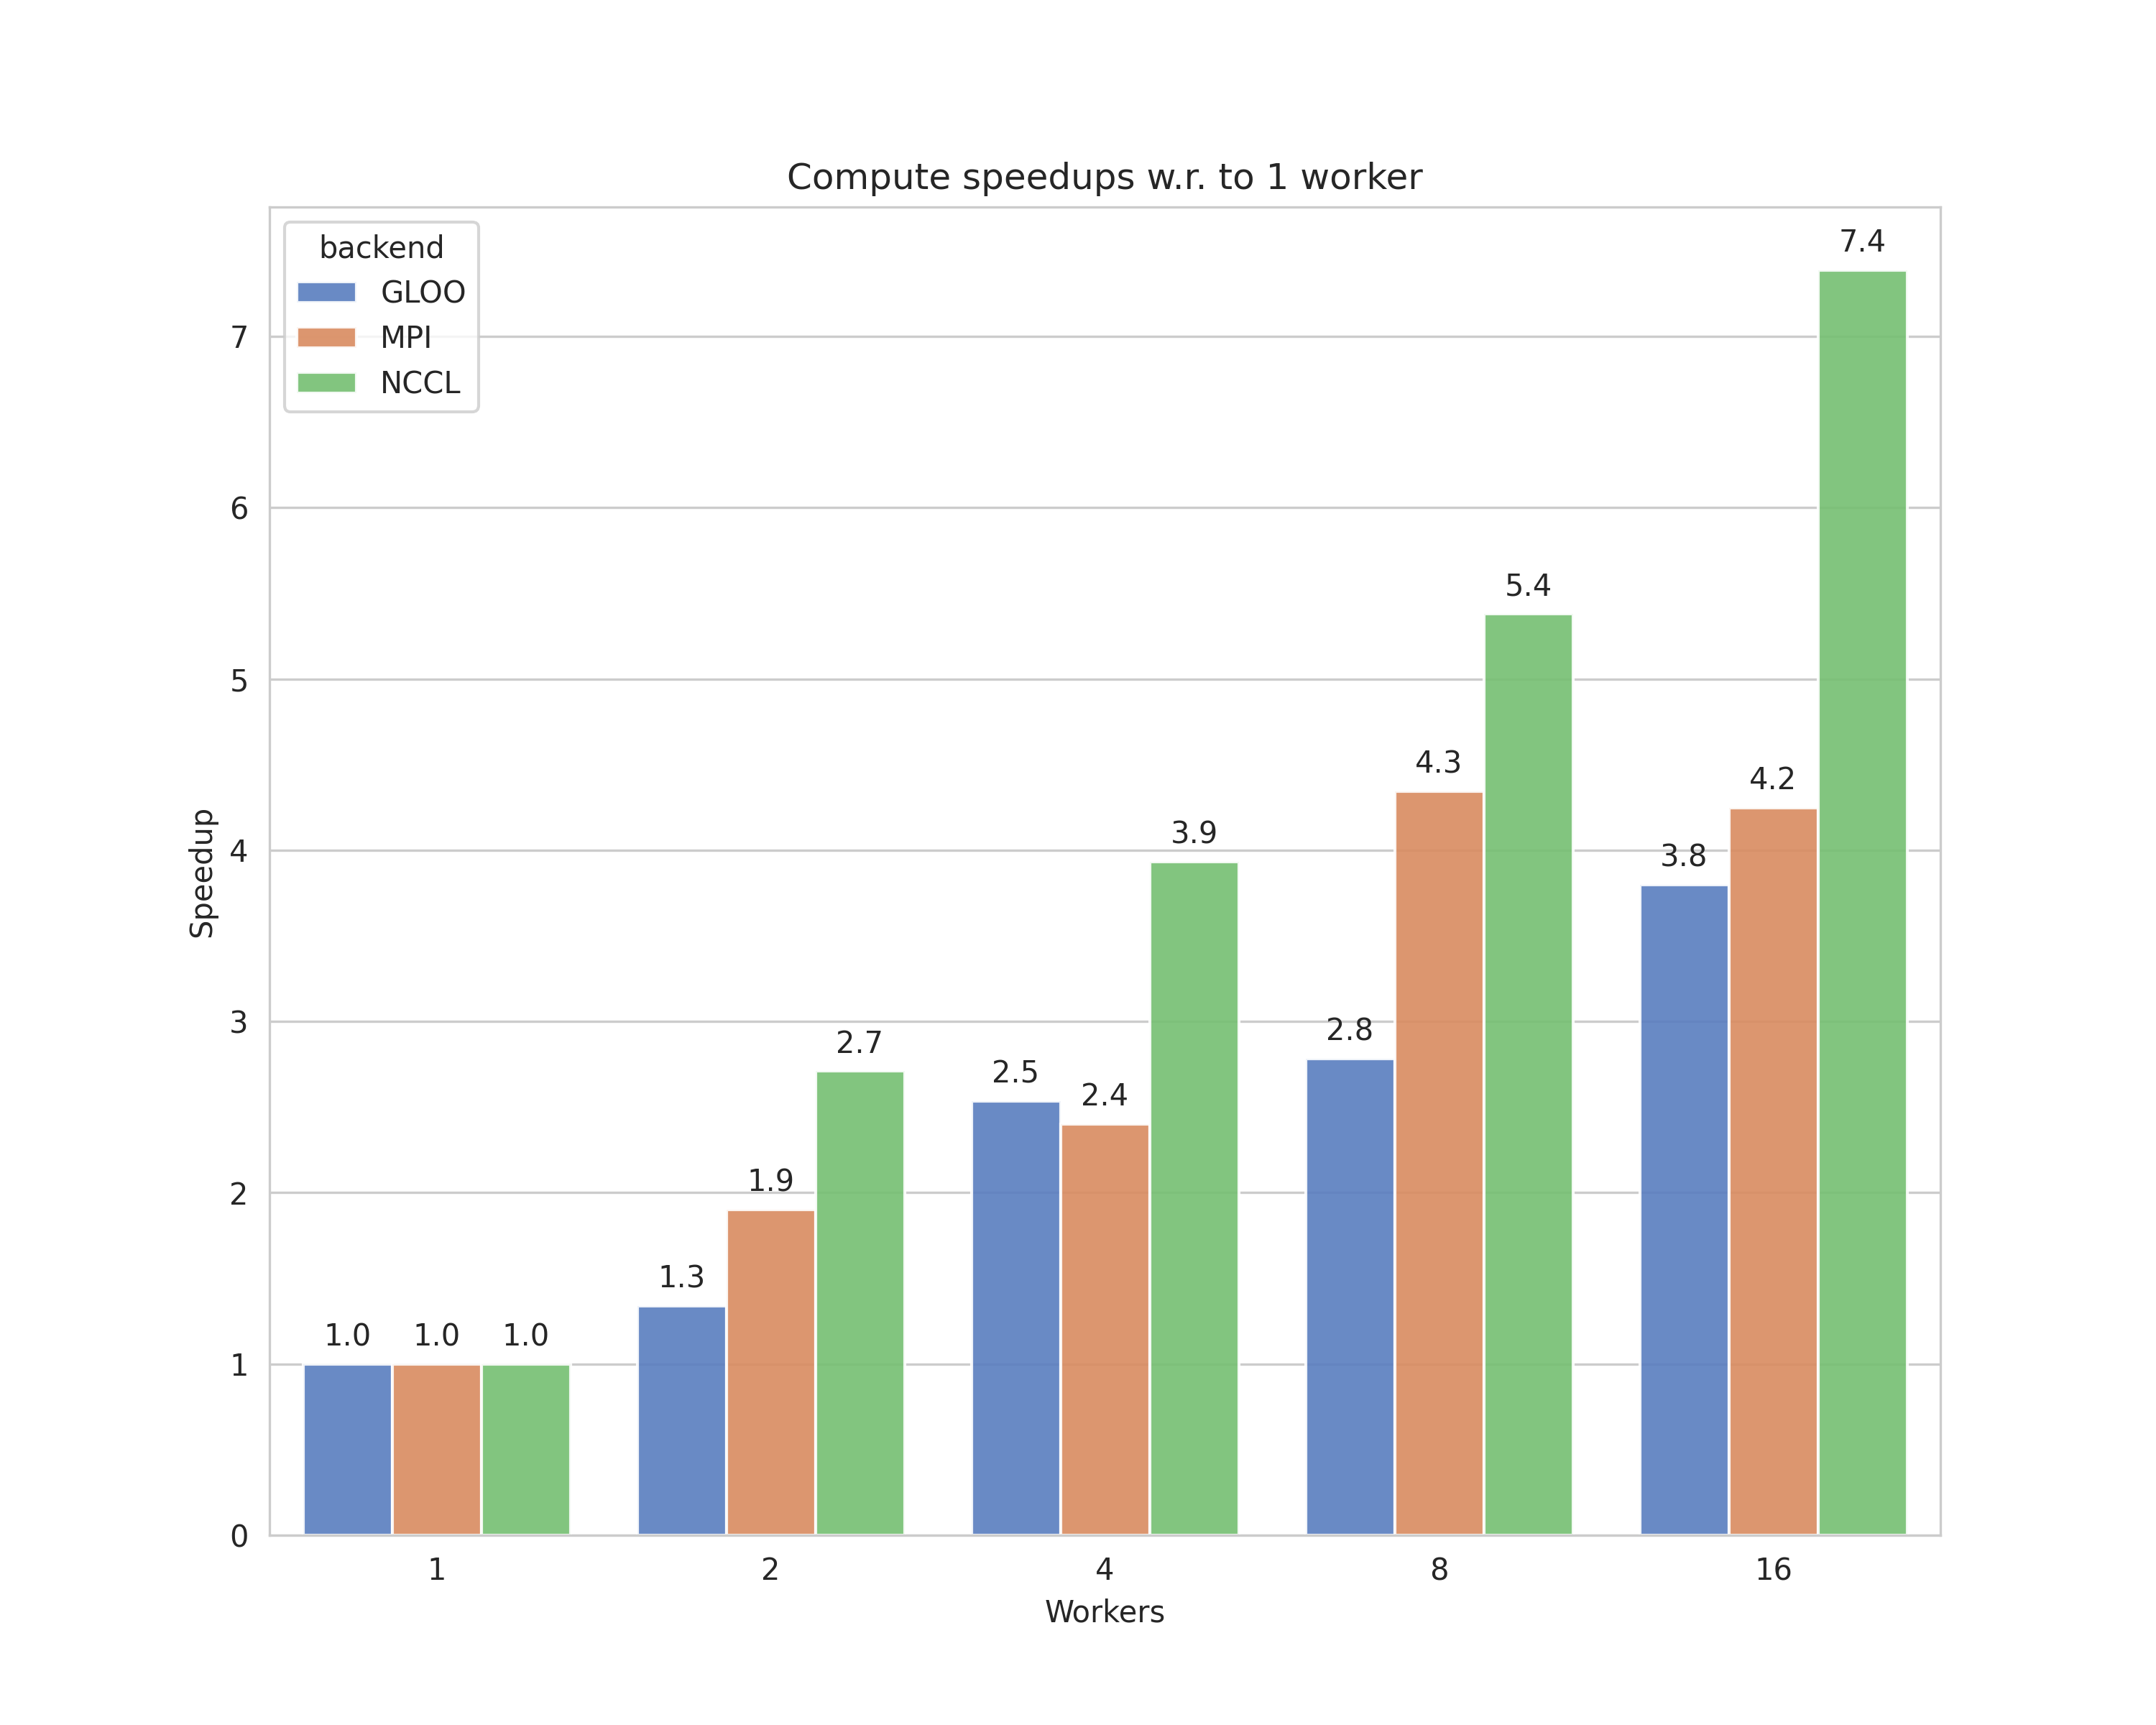 Compute speedups w.r. to 1 worker
backend
GLOO
MPI
NCCL
7.4
7
6
5.4
5
4.3
4.2
3.9
3.8
4
Speedup
3
2.8
2.7
2.5
2.4
2
1.9
1.3
1.0 1.0 1.0
1
0
1 2 4 8 16
Workers